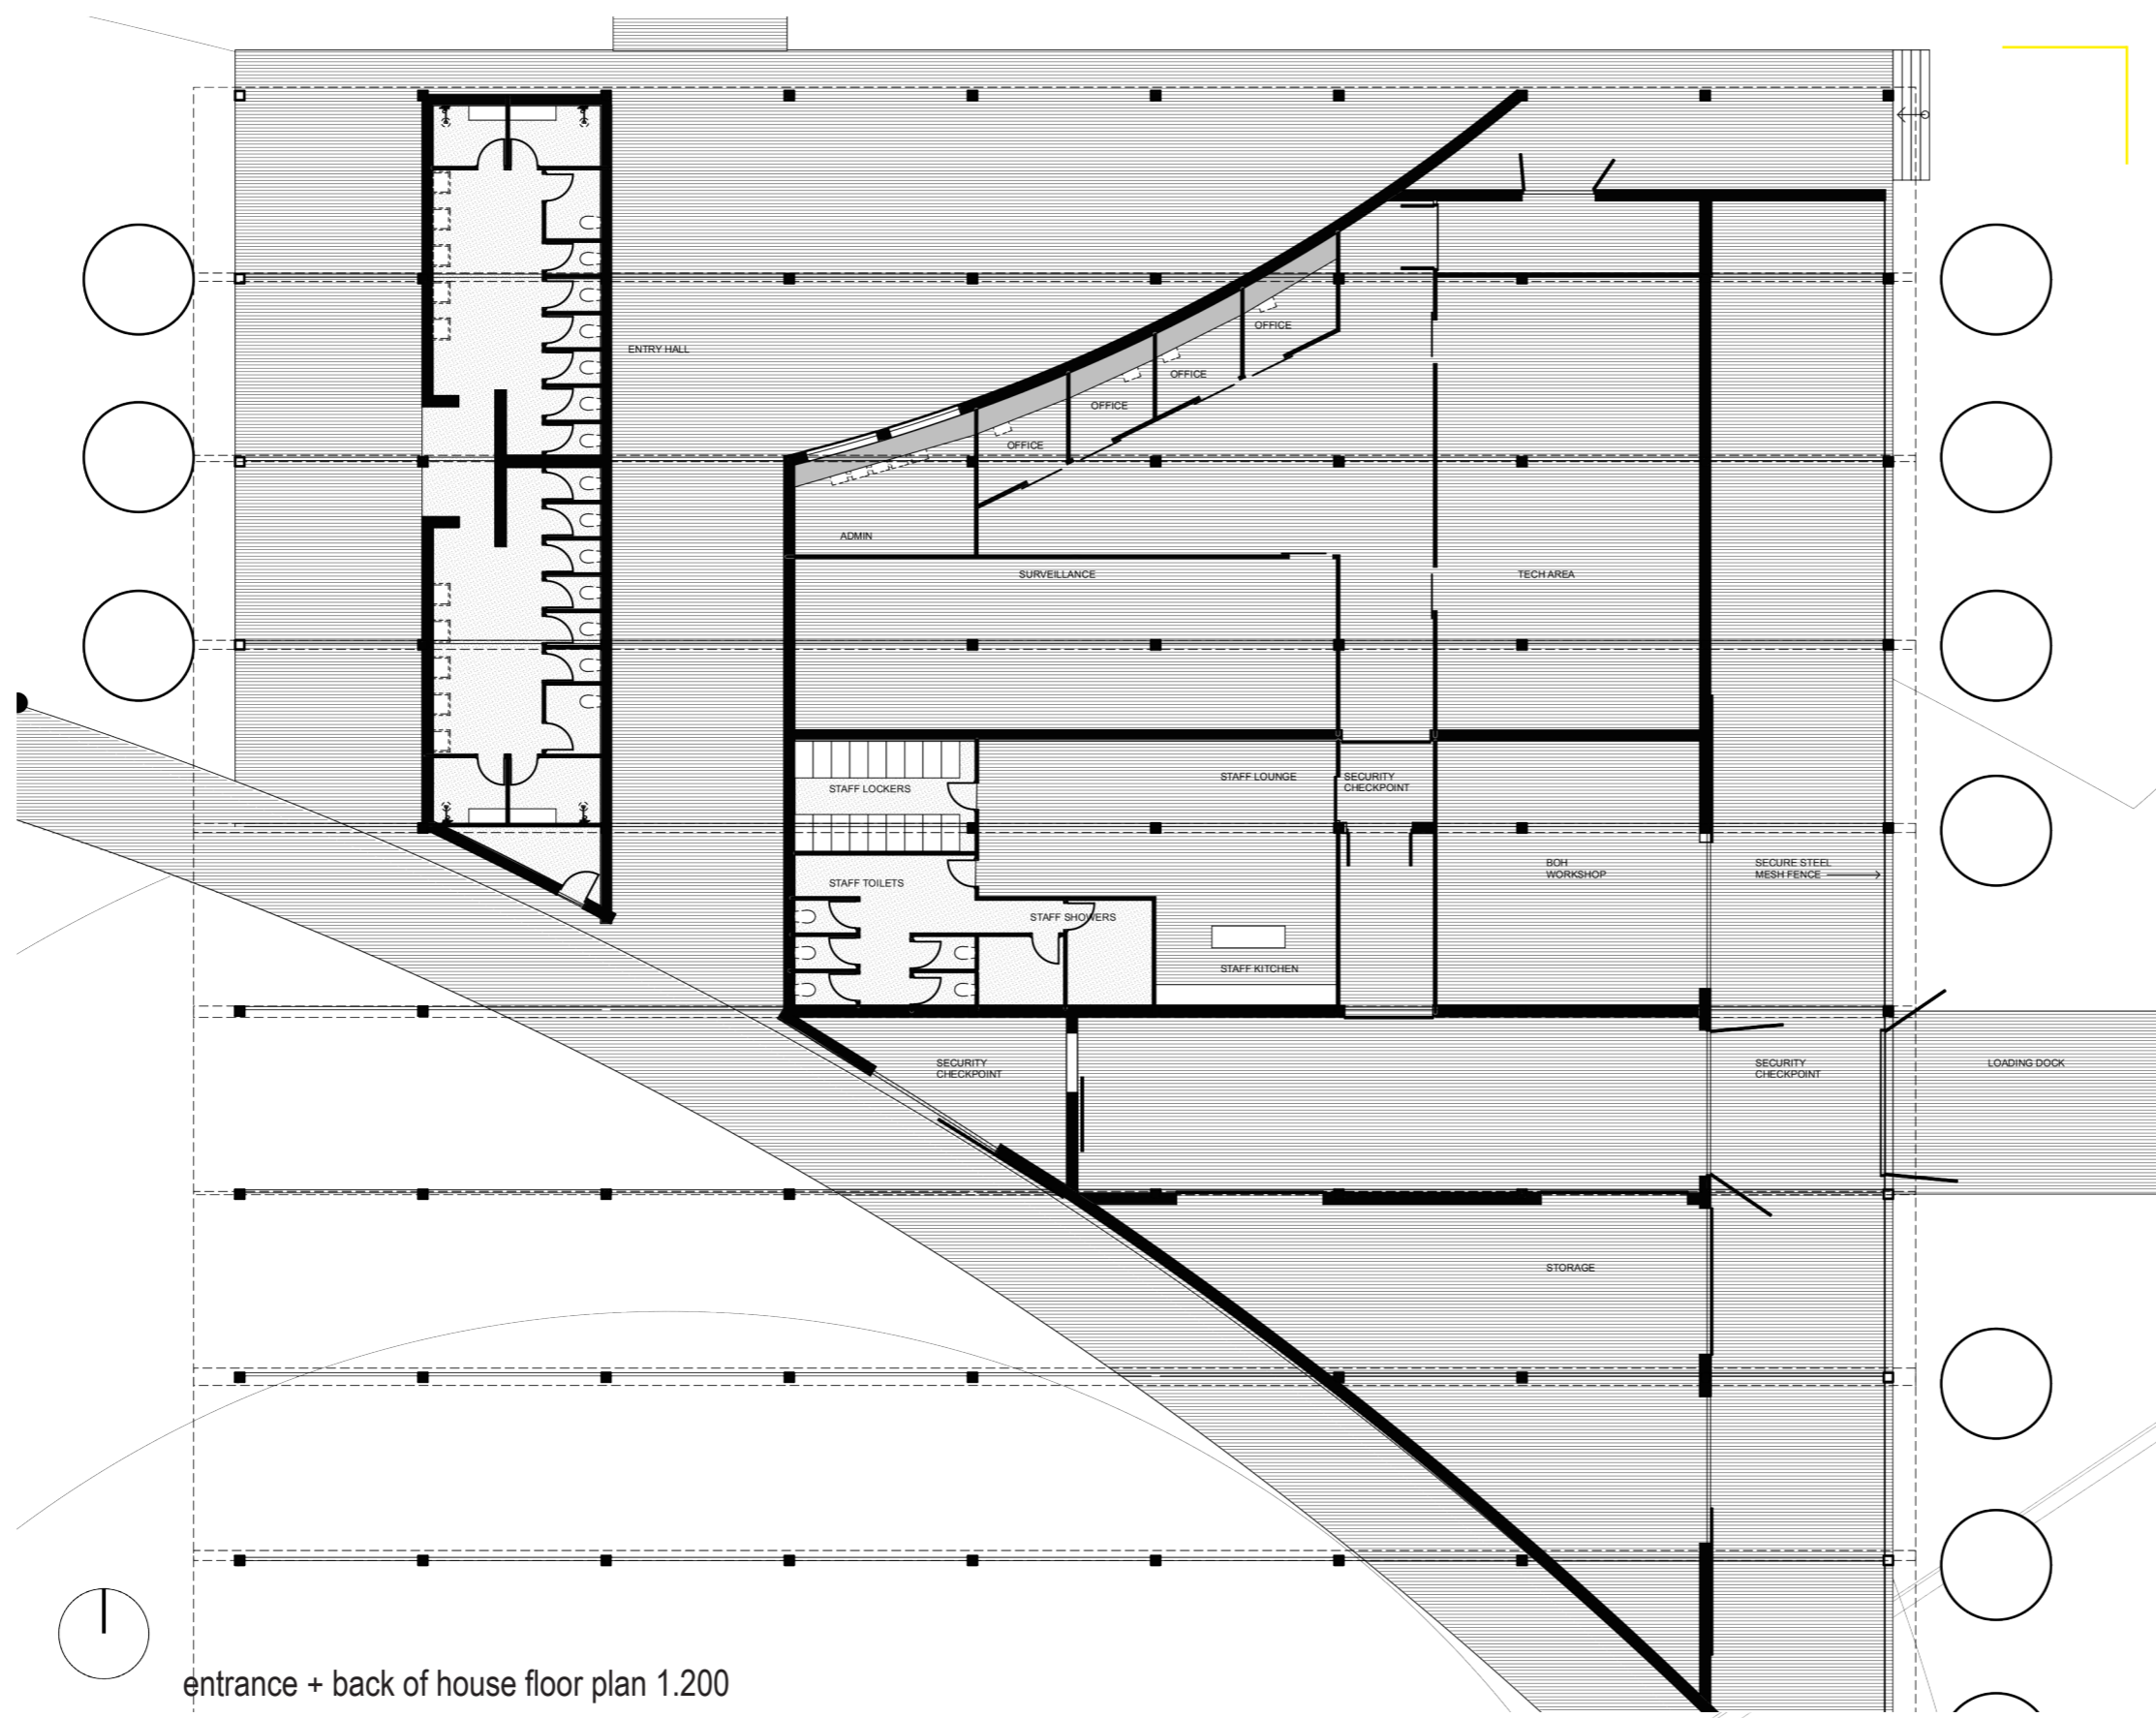 ENTRY HALL
OFFICE
OFFICE
OFFICE
OFFICE
ADMIN
SURVEILLANCE
TECH AREA
STAFF LOCKERS
STAFF LOUNGE
SECURITY
CHECKPOINT
STAFF TOILETS
STAFF SHOWERS
STAFF KITCHEN
BOH
WORKSHOP
SECURE STEEL
MESH FENCE
SECURITY
CHECKPOINT
SECURITY
CHECKPOINT
LOADING DOCK
STORAGE
entrance + back of house floor plan 1.200